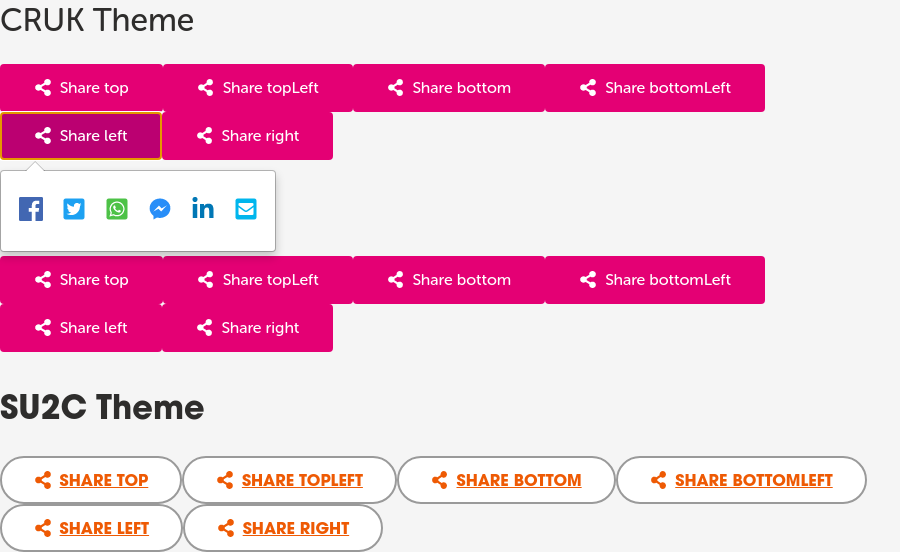 CRUK Theme
Share top Share topLeft Share bottom Share bottomLeft
Share left Share right
Share top Share topLeft Share bottom Share bottomLeft
Share left Share right
SU2C Theme
SHARE TOP SHARE TOPLEFT SHARE BOTTOM SHARE BOTTOMLEFT
SHARE LEFT SHARE RIGHT